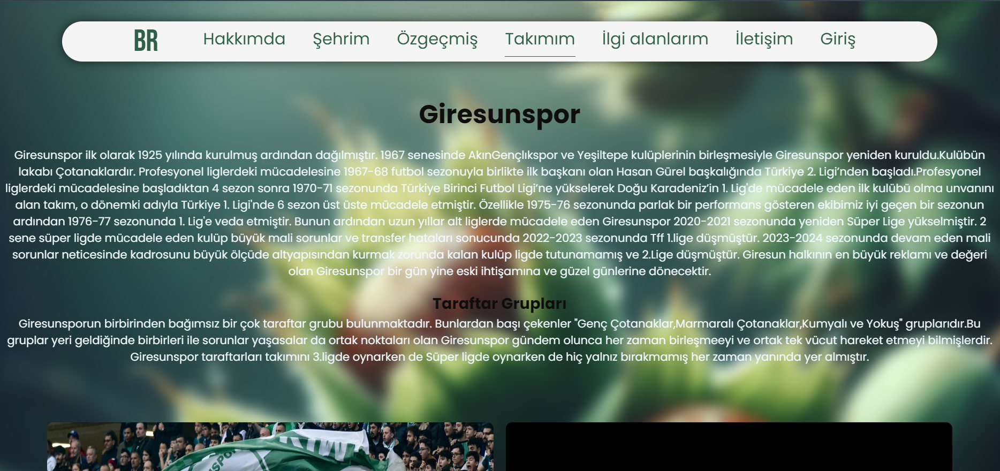 BR
Hakkımda
Şehrim
Özgeçmiş
Takımım
İlgi alanlarım
İletişim
Giriş
Giresunspor
Giresunspor ilk olarak 1925 yılında kurulmuş ardından dağılmıştır. 1967 senesinde AkınGençlıkspor ve Yeşiltepe kulüplerinin birleşmesiyle Giresunspor yeniden kuruldu.Kulübün
lakabı Çotanaklardır. Profesyonel liglerdeki mücadelesine 1967-68 futbol sezonuyla birlikte ilk başkanı olan Hasan Gürel başkalığında Türkiye 2. Ligi’nden başladı.Profesyonel
liglerdeki mücadelesine başladıktan 4 sezon sonra 1970-71 sezonunda Türkiye Birinci Futbol Ligi’ne yükselerek Doğu Karadeniz’in 1. Lig'de mücadele eden ilk kulübü olma unvanını
alan takım, o dönemki adıyla Türkiye 1. Ligi'nde 6 sezon üst üste mücadele etmiştir. Özellikle 1975-76 sezonunda parlak bir performans gösteren ekibimiz iyi geçen bir sezonun
ardından 1976-77 sezonunda 1. Lig'e veda etmiştir. Bunun ardından uzun yıllar alt liglerde mücadele eden Giresunspor 2020-2021 sezonunda yeniden Süper Lige yükselmiştir. 2
sene süper ligde mücadele eden kulüp büyük mali sorunlar ve transfer hataları sonucunda 2022-2023 sezonunda Tff 1.lige düşmüştür. 2023-2024 sezonunda devam eden mali
sorunlar neticesinde kadrosunu büyük ölçüde altyapısından kurmak zorunda kalan kulüp ligde tutunamamış ve 2.Lige düşmüştür. Giresun halkının en büyük reklamı ve değeri
olan Giresunspor bir gün yine eski ihtişamına ve güzel günlerine dönecektir.
Taraftar Grupları
Giresunsporun birbirinden bağımsız bir çok taraftar grubu bulunmaktadır. Bunlardan başı çekenler "Genç Çotanaklar,Marmaralı Çotanaklar,Kumyalı ve Yokuş" gruplarıdır.Bu
gruplar yeri geldiğinde birbirleri ile sorunlar yaşasalar da ortak noktaları olan Giresunspor gündem olunca her zaman birleşmeeyi ve ortak tek vücut hareket etmeyi bilmişlerdir.
Giresunspor taraftarları takımını 3.ligde oynarken de Süper ligde oynarken de hiç yalnız bırakmamış her zaman yanında yer almıştır.